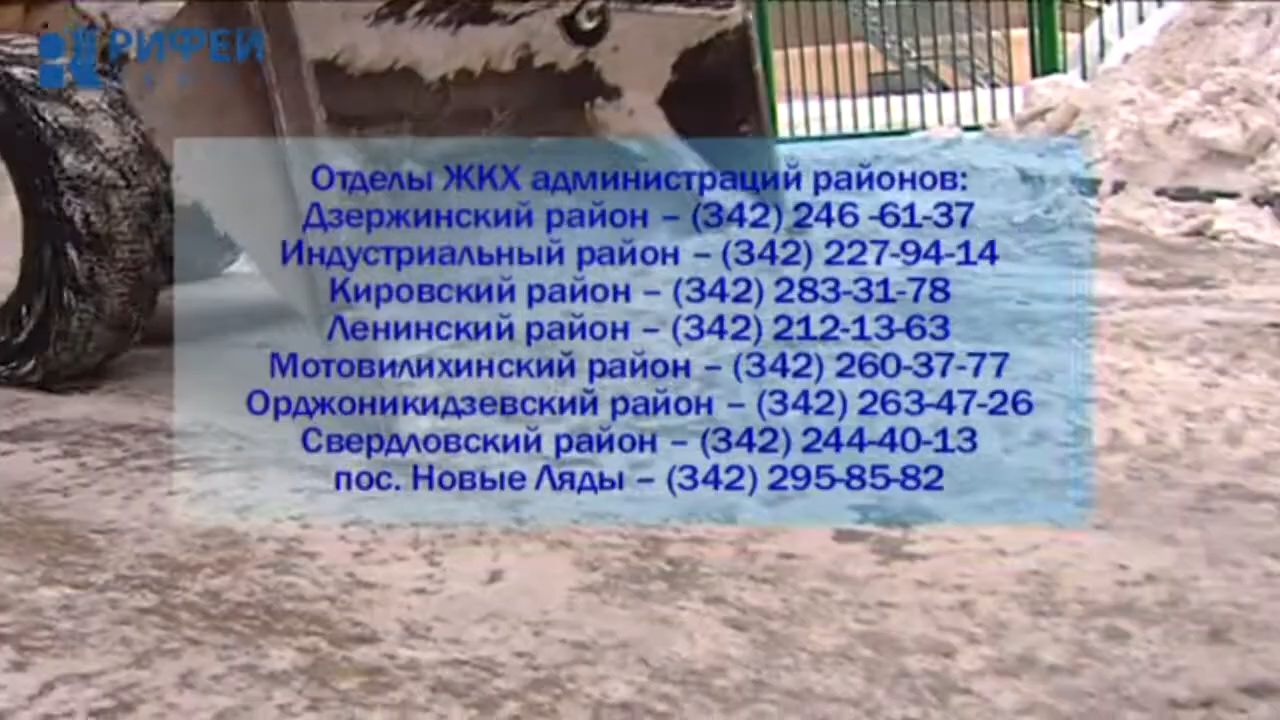 РИФЕЙ
Отделы ЖКХ администраций районов:
Дзержинский район – (342) 246 -61-37
Индустриальный район – (342) 227-94-14
Кировский район – (342) 283-31-78
Ленинский район – (342) 212-13-63
Мотовилихинский район – (342) 260-37-77
Орджоникидзевский район – (342) 263-47-26
Свердловский район – (342) 244-40-13
пос. Новые Ляды – (342) 295-85-82